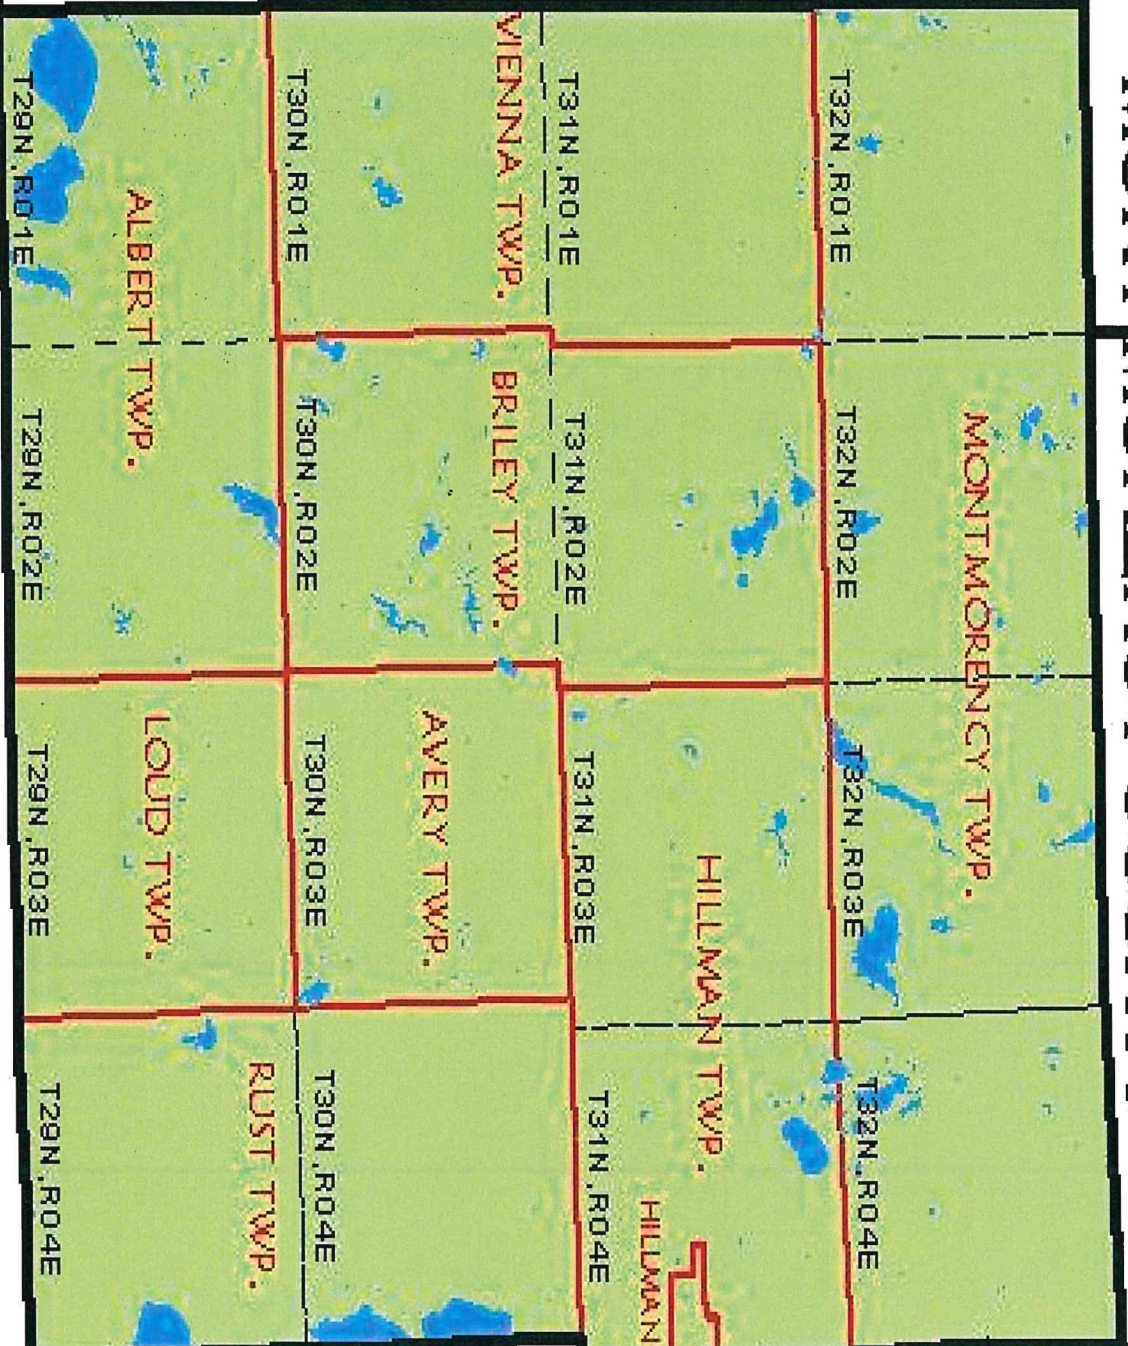 MONTMORENCY TWP.
T32N,R01E
T32N,R02E
T32N,R03E
T32N,R04E
HILLMAN TWP.
HILLMAN
T31N,R01E
T31N,R02E
T31N,R03E
T31N,R04E
VIENNA TWP.
BRILEY TWP.
AVERY TWP.
T30N,R01E
T30N,R02E
T30N,R03E
T30N,R04E
RUST TWP.
ALBERT TWP.
LOUD TWP.
T29N,R01E
T29N,R02E
T29N,R03E
T29N,R04E